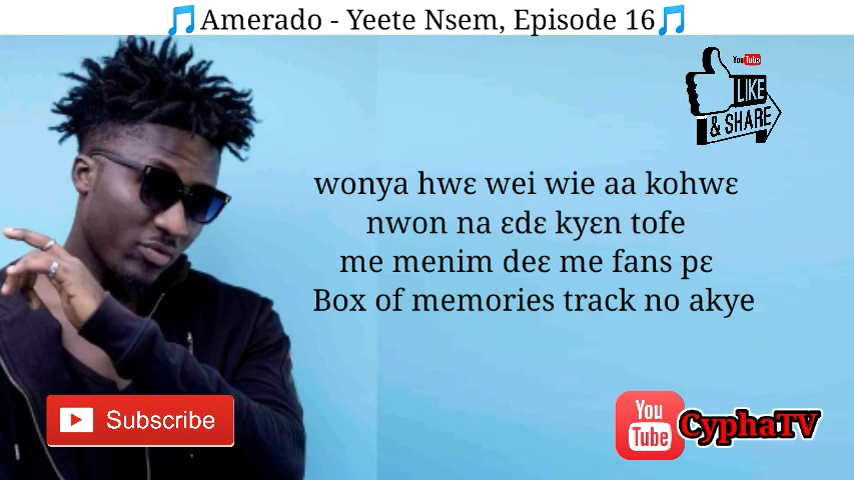 🎵Amerado - Yeete Nsem, Episode 16🎵
YouTube
LIKE
& SHARE
wonya hwɛ wei wie aa kohwɛ
nwon na ɛdɛ kyɛn tofe
me menim deɛ me fans pɛ
Box of memories track no akye
Subscribe
You
Tube
CyphaTV